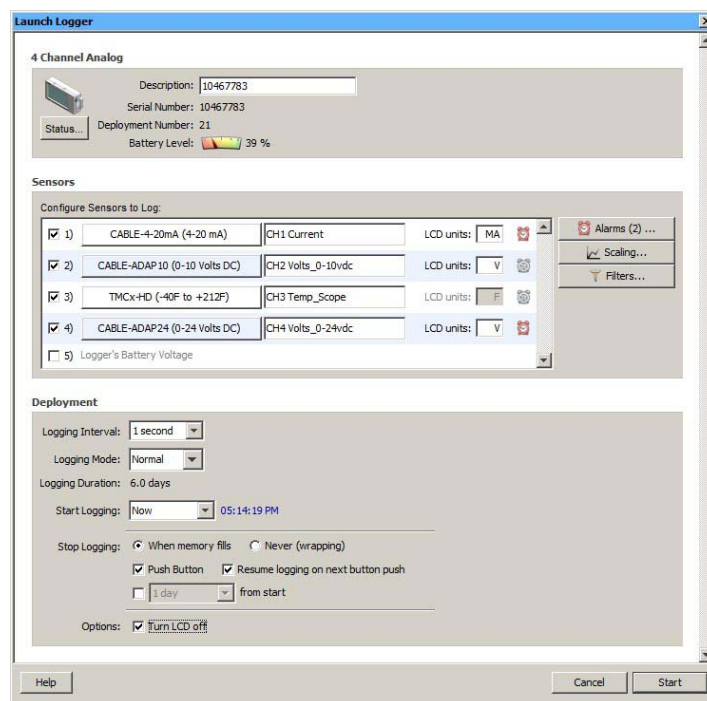 Launch Logger
4 Channel Analog
Description: 10467783
Serial Number: 10467783
Status... Deployment Number: 21
Battery Level: 39 %
Sensors
Configure Sensors to Log:
1) CABLE-4-20mA (4-20 mA) CH1 Current LCD units: MA Alarms (2) ...
Scaling...
2) CABLE-ADAP10 (0-10 Volts DC) CH2 Volts_0-10vdc LCD units: V
Filters...
3) TMCx-HD (-40F to +212F) CH3 Temp_Scope LCD units: F
4) CABLE-ADAP24 (0-24 Volts DC) CH4 Volts_0-24vdc LCD units: V
5) Logger's Battery Voltage
Deployment
Logging Interval: 1 second
Logging Mode: Normal
Logging Duration: 6.0 days
Start Logging: Now 05:14:19 PM
Stop Logging: When memory fills Never (wrapping)
Push Button Resume logging on next button push
1 day from start
Options: Turn LCD off
Help Cancel Start